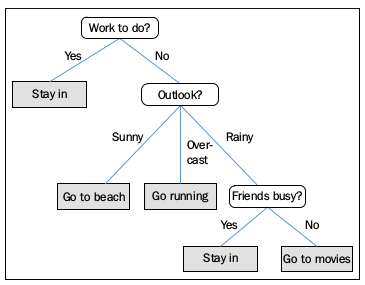 Work to do?
Yes
No
Stay in
Outlook?
Sunny
Over-
cast
Rainy
Go to beach
Go running
Friends busy?
Yes
No
Stay in
Go to movies